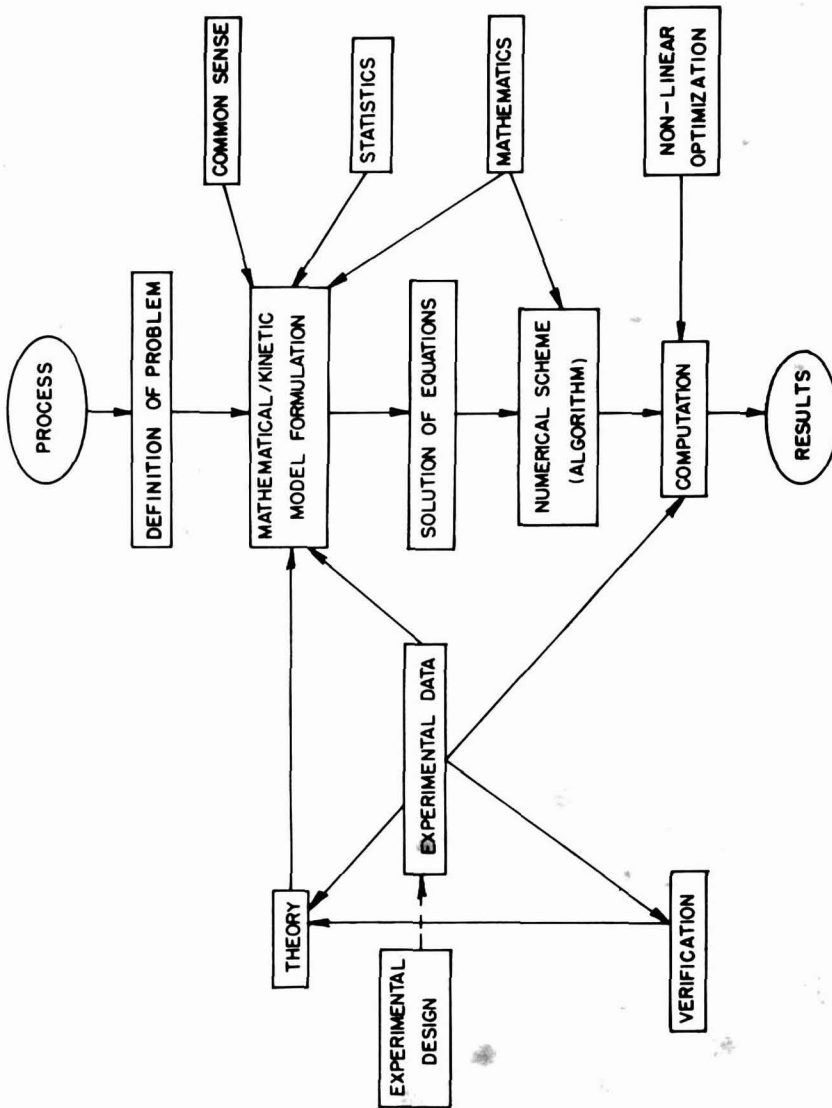 PROCESS
DEFINITION OF PROBLEM
COMMON SENSE
MATHEMATICAL/KINETIC
MODEL FORMULATION
STATISTICS
THEORY
SOLUTION OF EQUATIONS
MATHEMATICS
EXPERIMENTAL
DESIGN
EXPERIMENTAL DATA
NUMERICAL SCHEME
(ALGORITHM)
VERIFICATION
COMPUTATION
NON-LINEAR
OPTIMIZATION
RESULTS